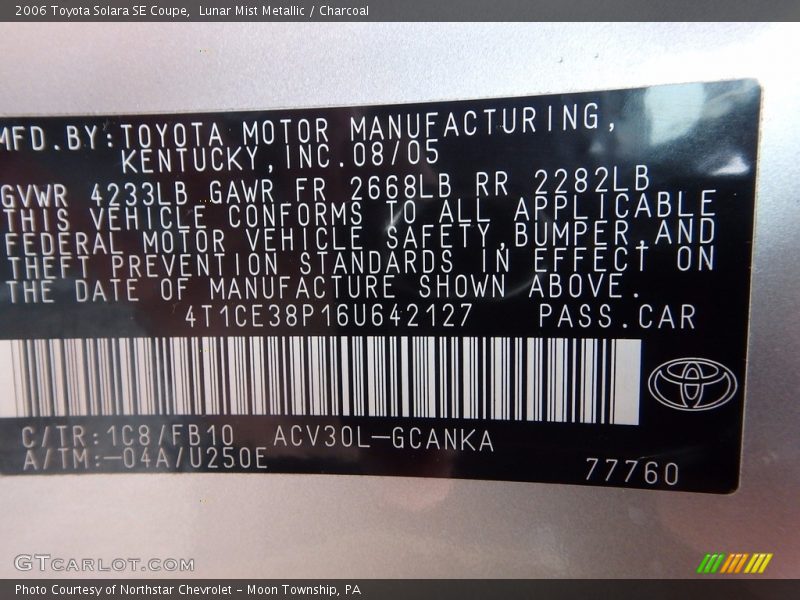 2006 Toyota Solara SE Coupe, Lunar Mist Metallic / Charcoal
MFD.BY:TOYOTA MOTOR MANUFACTURING,
KENTUCKY,INC.08/05
GVWR 4233LB GAWR FR 2668LB RR 2282LB
THIS VEHICLE CONFORMS TO ALL APPLICABLE
FEDERAL MOTOR VEHICLE SAFETY,BUMPER,AND
THEFT PREVENTION STANDARDS IN EFFECT ON
THE DATE OF MANUFACTURE SHOWN ABOVE.
4T1CE38P16U642127 PASS.CAR
C/TR:1C8/FB10 ACV30L-GCANKA
A/TM:-04A/U250E
77760
GTCARLOT.COM
Photo Courtesy of Northstar Chevrolet - Moon Township, PA